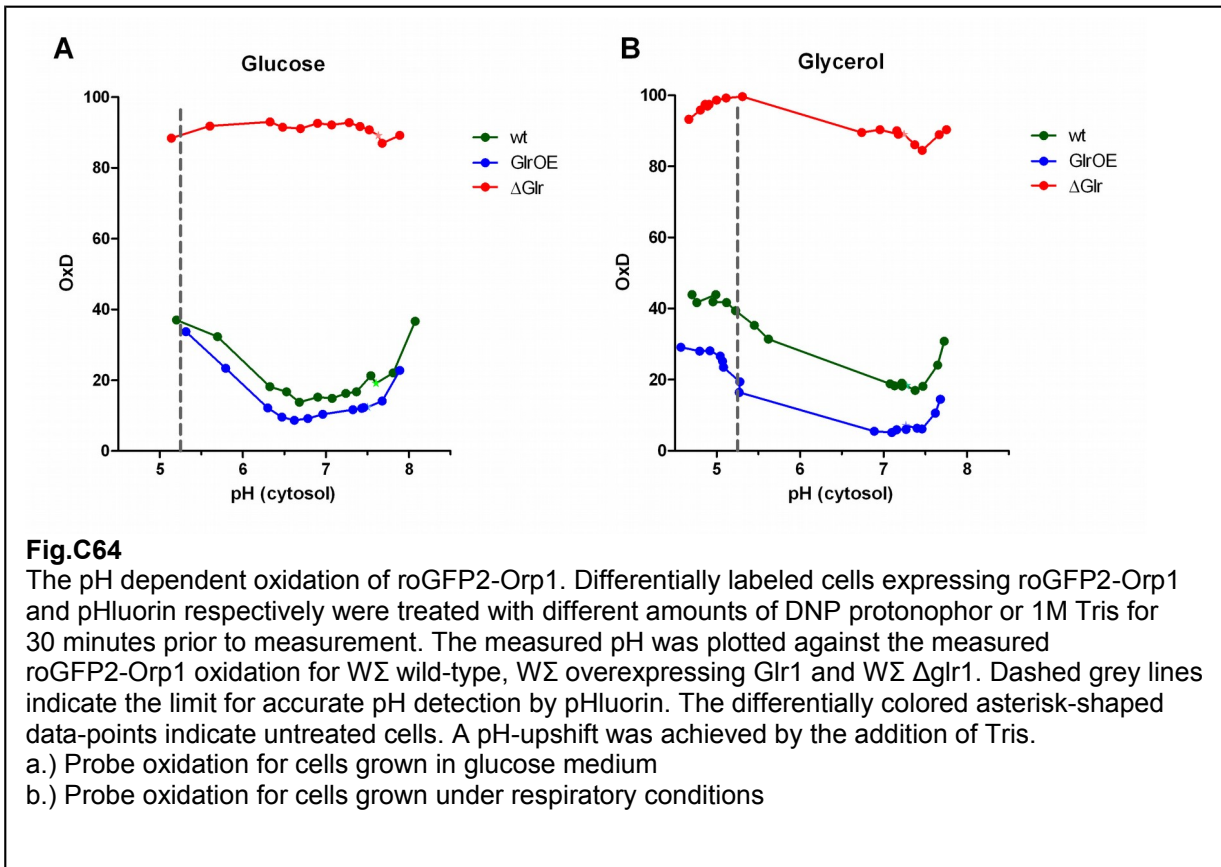 A
Glucose
100
80
60
40
20
0
OxD
5 6 7 8
pH (cytosol)
wt
GlrOE
ΔGlr
B
Glycerol
100
80
60
40
20
0
OxD
5 6 7 8
pH (cytosol)
wt
GlrOE
ΔGlr
Fig.C64
The pH dependent oxidation of roGFP2-Orp1. Differentially labeled cells expressing roGFP2-Orp1
and pHluorin respectively were treated with different amounts of DNP protonophor or 1M Tris for
30 minutes prior to measurement. The measured pH was plotted against the measured
roGFP2-Orp1 oxidation for WΣ wild-type, WΣ overexpressing Glr1 and WΣ Δglr1. Dashed grey lines
indicate the limit for accurate pH detection by pHluorin. The differentially colored asterisk-shaped
data-points indicate untreated cells. A pH-upshift was achieved by the addition of Tris.
a.) Probe oxidation for cells grown in glucose medium
b.) Probe oxidation for cells grown under respiratory conditions